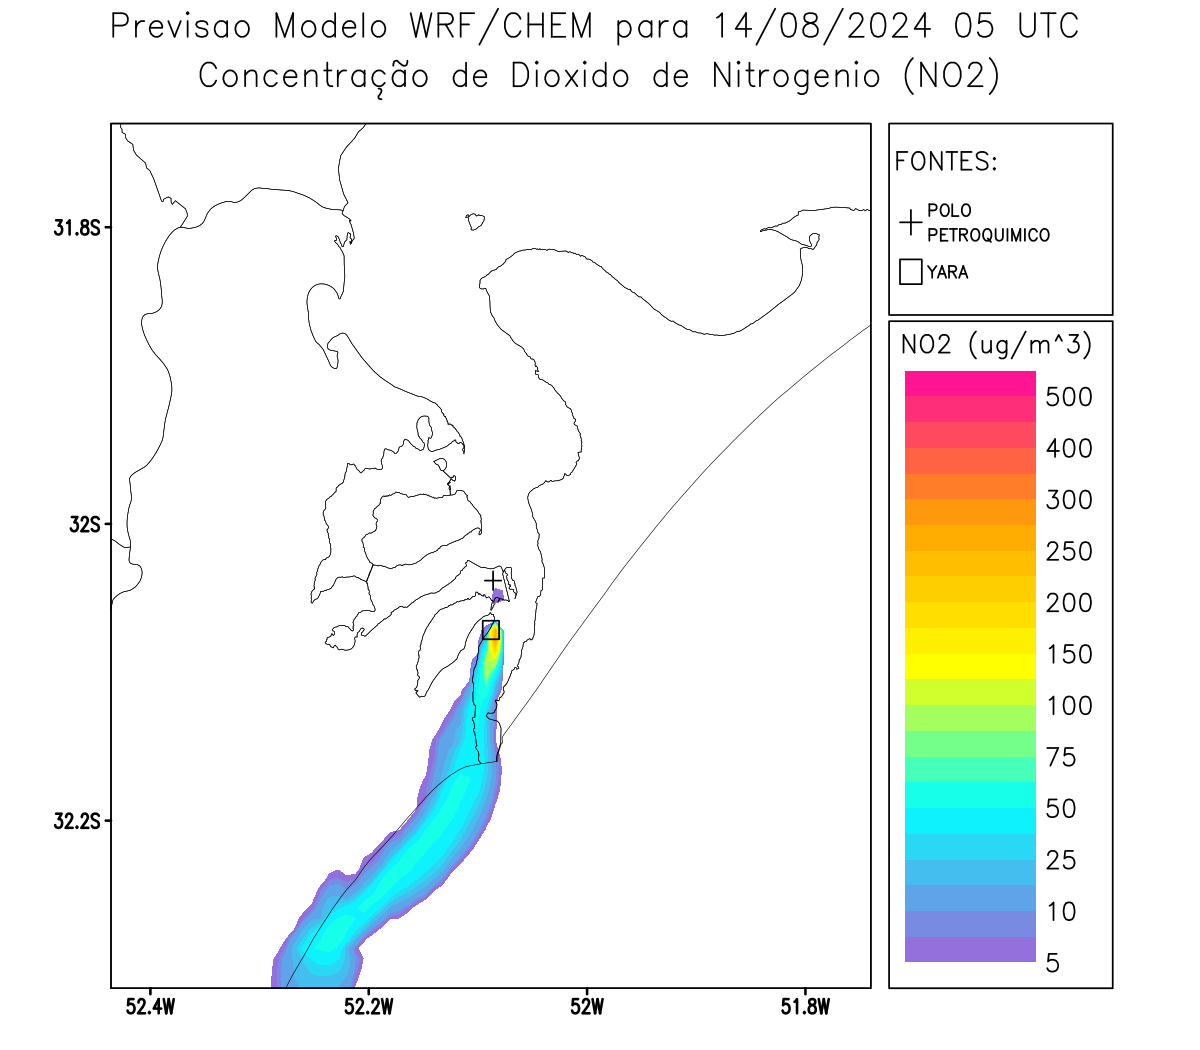 Previsao Modelo WRF/CHEM para 14/08/2024 05 UTC
Concentração de Dioxido de Nitrogenio (NO2)
FONTES:
POLO
PETROQUIMICO
YARA
NO2 (ug/m^3)
500
400
300
250
200
150
100
75
50
25
10
5
31.8S
32S
32.2S
52.4W
52.2W
52W
51.8W